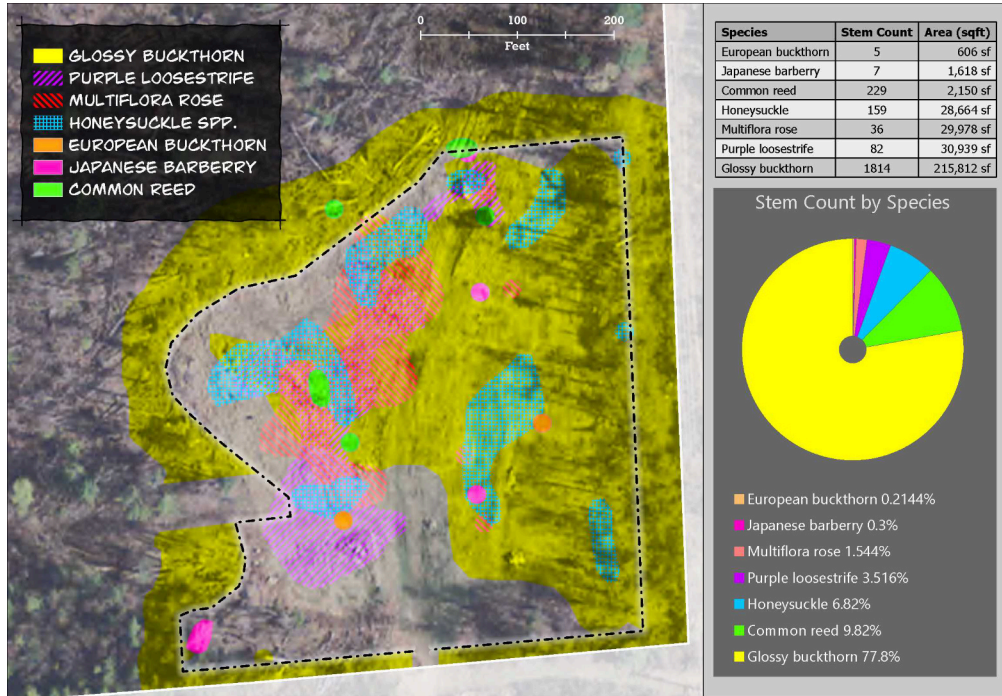 0 100 200
Feet
GLOSSY BUCKTHORN
PURPLE LOOSESTRIFE
MULTIFLORA ROSE
HONEYSUCKLE SPP.
EUROPEAN BUCKTHORN
JAPANESE BARBERRY
COMMON REED
Species Stem Count Area (sqft)
European buckthorn 5 606 sf
Japanese barberry 7 1,618 sf
Common reed 229 2,150 sf
Honeysuckle 159 28,664 sf
Multiflora rose 36 29,978 sf
Purple loosestrife 82 30,939 sf
Glossy buckthorn 1814 215,812 sf
Stem Count by Species
European buckthorn 0.2144%
Japanese barberry 0.3%
Multiflora rose 1.544%
Purple loosestrife 3.516%
Honeysuckle 6.82%
Common reed 9.82%
Glossy buckthorn 77.8%